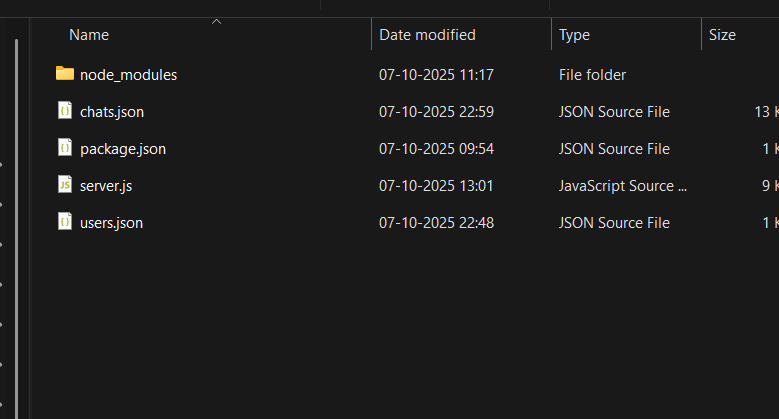 Name Date modified Type Size
node_modules 07-10-2025 11:17 File folder
chats.json 07-10-2025 22:59 JSON Source File 13 K
package.json 07-10-2025 09:54 JSON Source File 1 K
server.js 07-10-2025 13:01 JavaScript Source ... 9 K
users.json 07-10-2025 22:48 JSON Source File 1 K